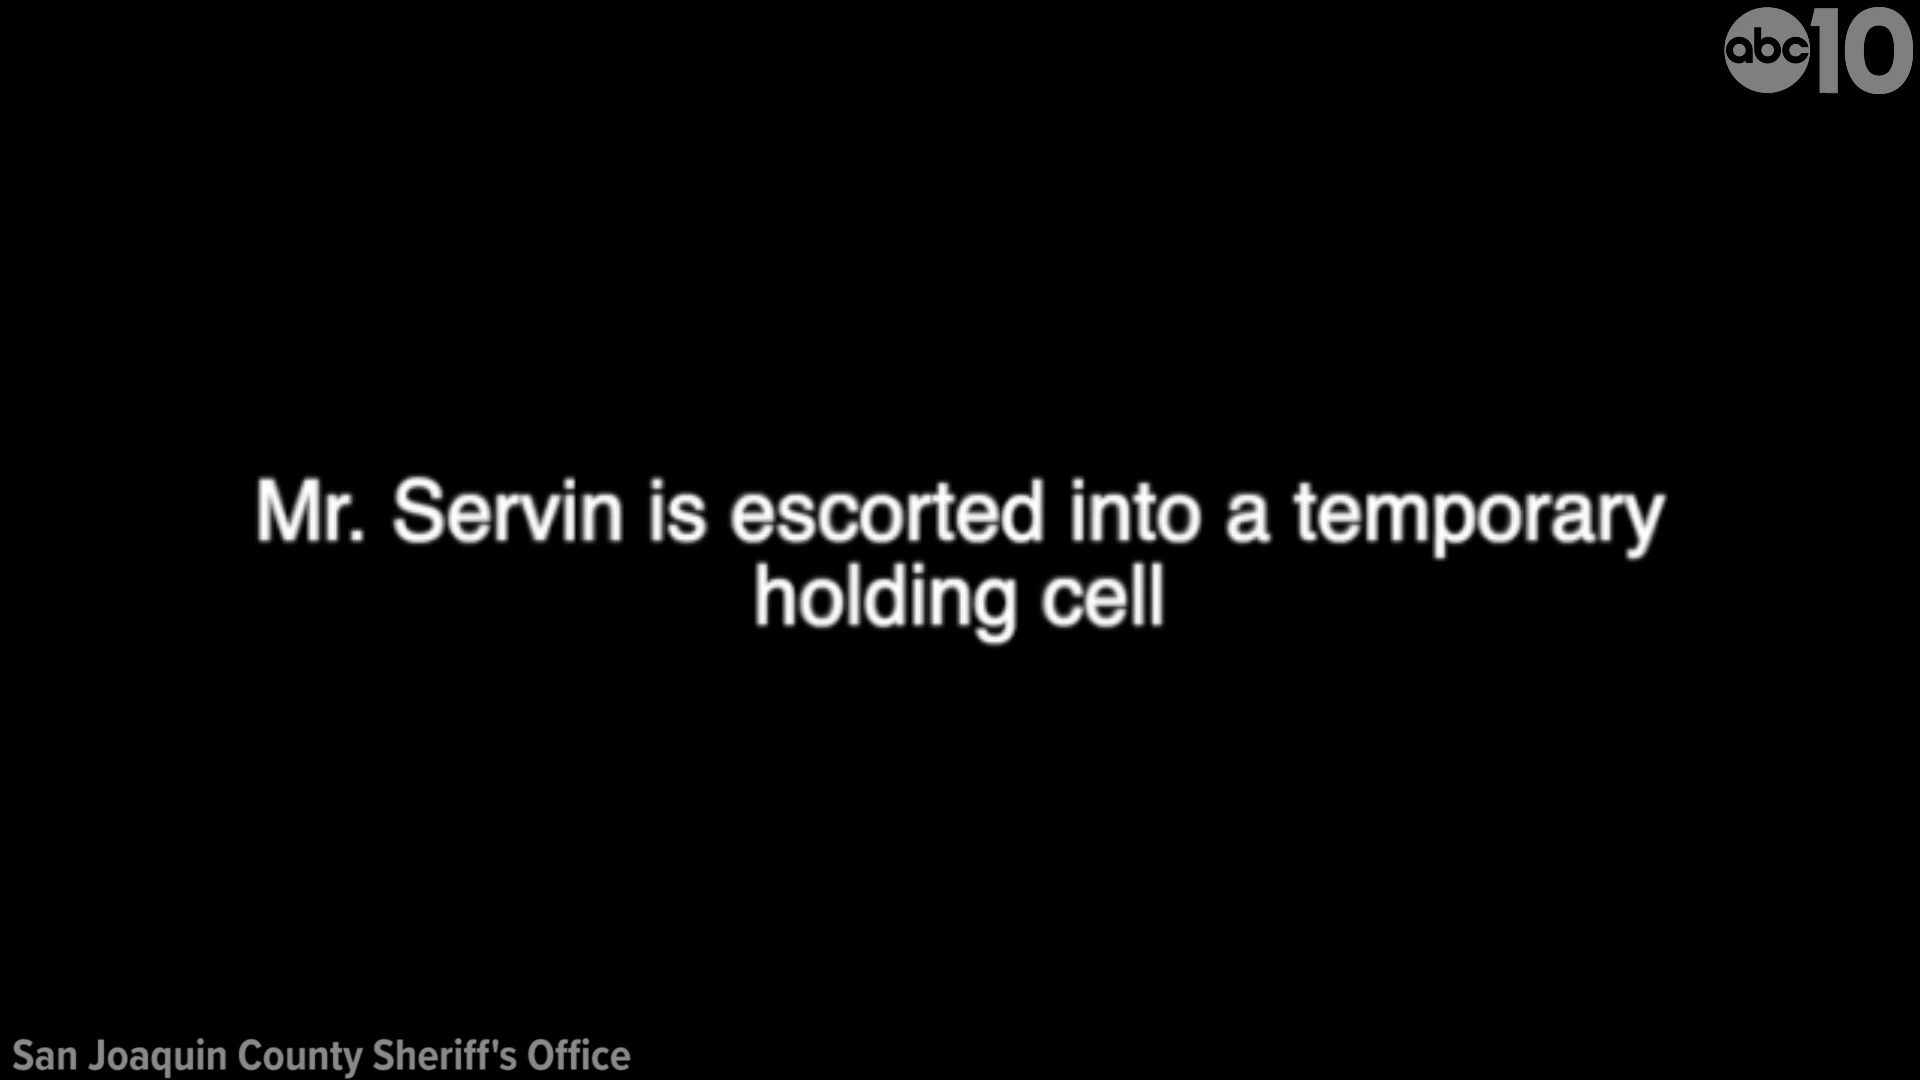 abc10
Mr. Servin is escorted into a temporary
holding cell
San Joaquin County Sheriff's Office